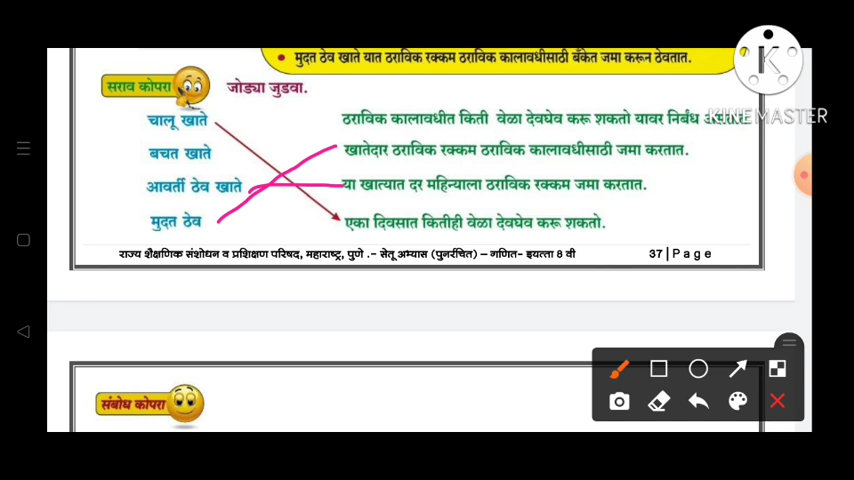 • मुदत ठेव खाते यात ठराविक रक्कम ठराविक कालावधीसाठी बँकेत जमा करून ठेवतात.
सराव कोपरा जोड्या जुडवा.
चालू खाते ठराविक कालावधीत किती वेळा देवघेव करू शकतो यावर निर्बंध
बचत खाते खातेदार ठराविक रक्कम ठराविक कालावधीसाठी जमा करतात.
आवर्ती ठेव खाते या खात्यात दर महिन्याला ठराविक रक्कम जमा करतात.
मुदत ठेव एका दिवसात कितीही वेळा देवघेव करू शकतो.
राज्य शैक्षणिक संशोधन व प्रशिक्षण परिषद, महाराष्ट्र, पुणे .- सेतू अभ्यास (पुनर्रचित) – गणित- इयत्ता 8 वी 37 | P a g e
संबोध कोपरा
K
KINEMASTER